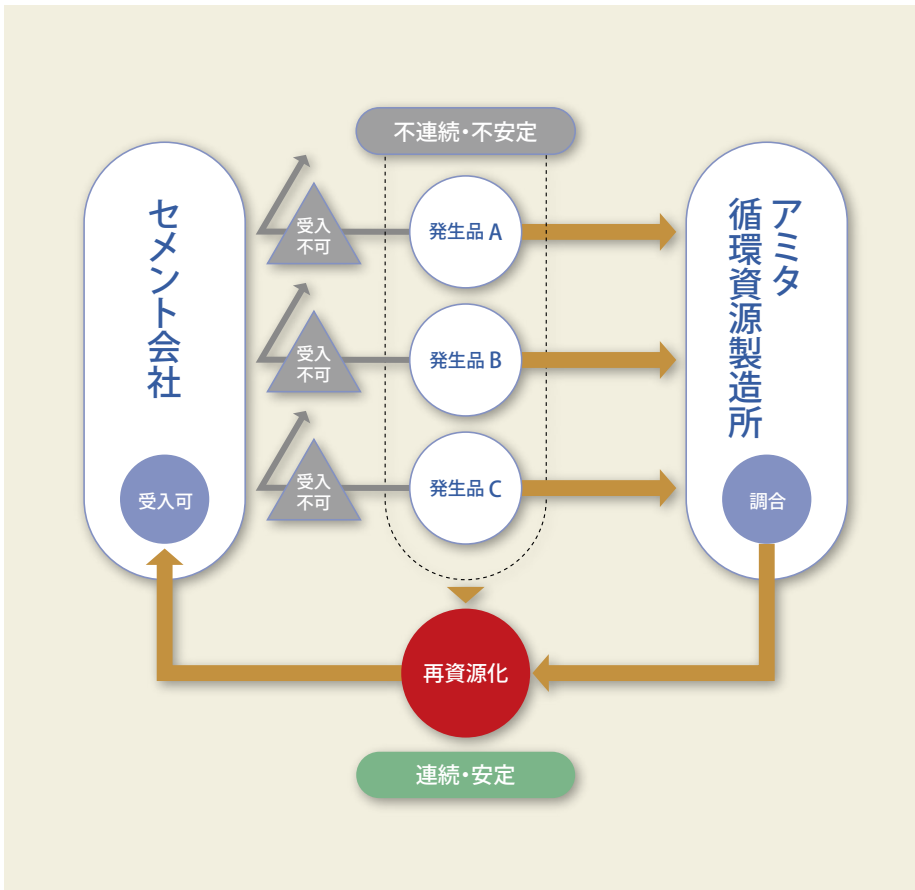 不連続・不安定
セメント会社
受入可
受入
不可
発生品 A
受入
不可
発生品 B
受入
不可
発生品 C
アミタ
循環資源製造所
調合
再資源化
連続・安定